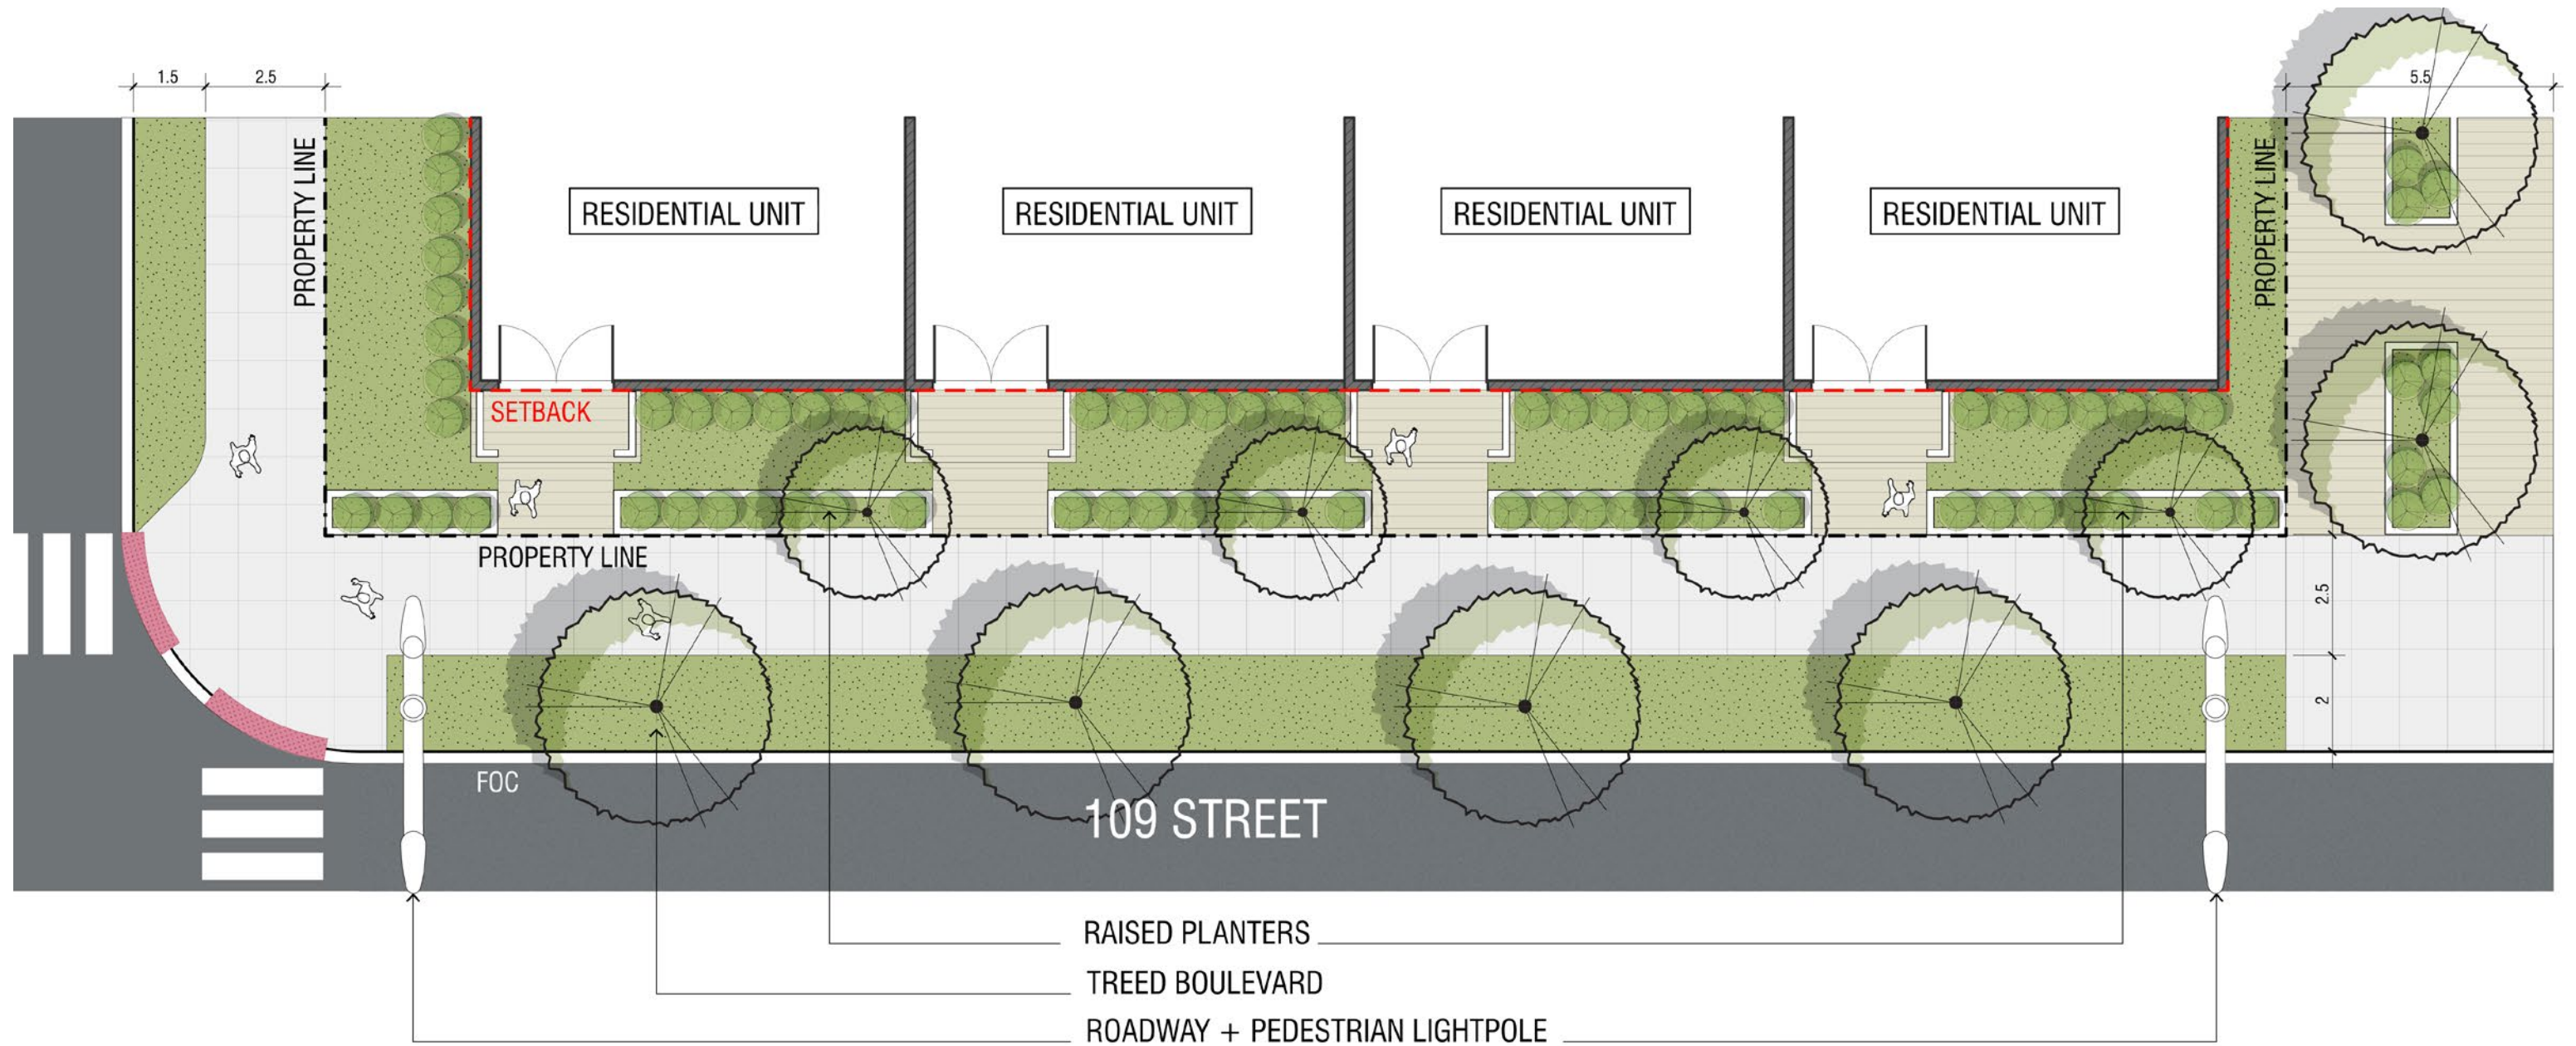 1.5
2.5
5.5
PROPERTY LINE
RESIDENTIAL UNIT
RESIDENTIAL UNIT
RESIDENTIAL UNIT
RESIDENTIAL UNIT
PROPERTY LINE
SETBACK
PROPERTY LINE
2.5
2
FOC
109 STREET
RAISED PLANTERS
TREED BOULEVARD
ROADWAY + PEDESTRIAN LIGHTPOLE